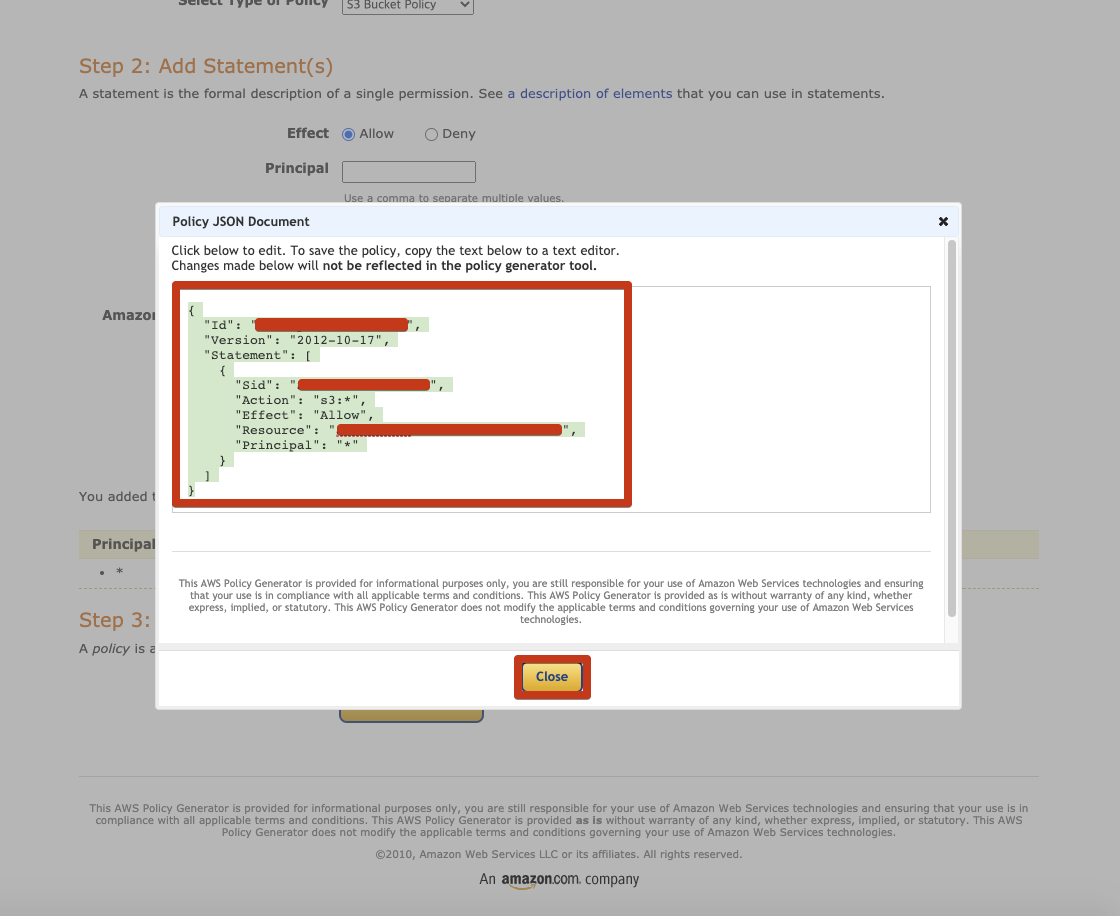 Select Type of Policy S3 Bucket Policy
Step 2: Add Statement(s)
A statement is the formal description of a single permission. See a description of elements that you can use in statements.
Effect Allow Deny
Principal
Use a comma to separate multiple values.
Policy JSON Document
Click below to edit. To save the policy, copy the text below to a text editor.
Changes made below will not be reflected in the policy generator tool.
Amazon
{
"Id": "",
"Version": "2012-10-17",
"Statement": [
{
"Sid": "",
"Action": "s3:*",
"Effect": "Allow",
"Resource": "",
"Principal": "*"
}
]
}
You added
Principal
• *
This AWS Policy Generator is provided for informational purposes only, you are still responsible for your use of Amazon Web Services technologies and ensuring
that your use is in compliance with all applicable terms and conditions. This AWS Policy Generator is provided as is without warranty of any kind, whether
express, implied, or statutory. This AWS Policy Generator does not modify the applicable terms and conditions governing your use of Amazon Web Services
technologies.
Step 3:
A policy is a
Close
This AWS Policy Generator is provided for informational purposes only, you are still responsible for your use of Amazon Web Services technologies and ensuring that your use is in
compliance with all applicable terms and conditions. This AWS Policy Generator is provided as is without warranty of any kind, whether express, implied, or statutory. This AWS
Policy Generator does not modify the applicable terms and conditions governing your use of Amazon Web Services technologies.
©2010, Amazon Web Services LLC or its affiliates. All rights reserved.
An amazon.com. company